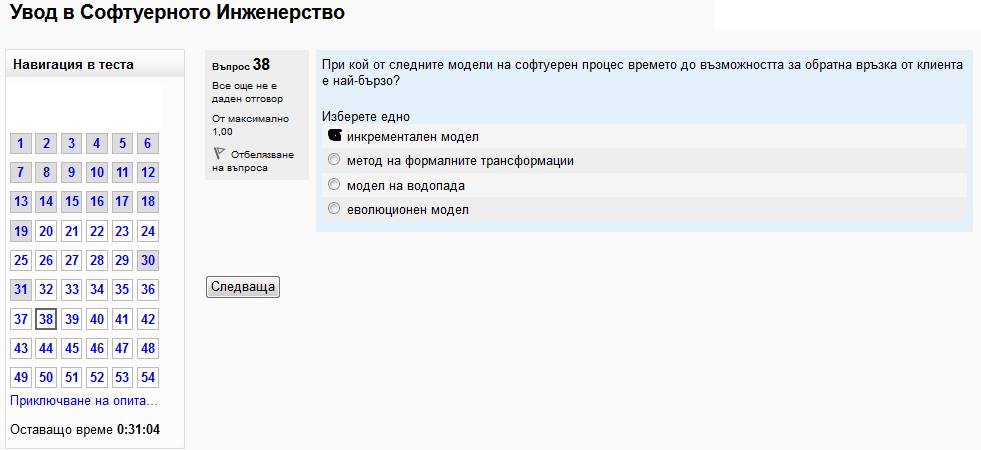 Увод в Софтуерното Инженерство
Навигация в теста
1 2 3 4 5 6
7 8 9 10 11 12
13 14 15 16 17 18
19 20 21 22 23 24
25 26 27 28 29 30
31 32 33 34 35 36
37 38 39 40 41 42
43 44 45 46 47 48
49 50 51 52 53 54
Приключване на опита...
Оставащо време 0:31:04
Въпрос 38
Все още не е
даден отговор
От максимално
1,00
Отбелязване
на въпроса
При кой от следните модели на софтуерен процес времето до възможността за обратна връзка от клиента
е най-бързо?
Изберете едно
инкрементален модел
метод на формалните трансформации
модел на водопада
еволюционен модел
Следваща